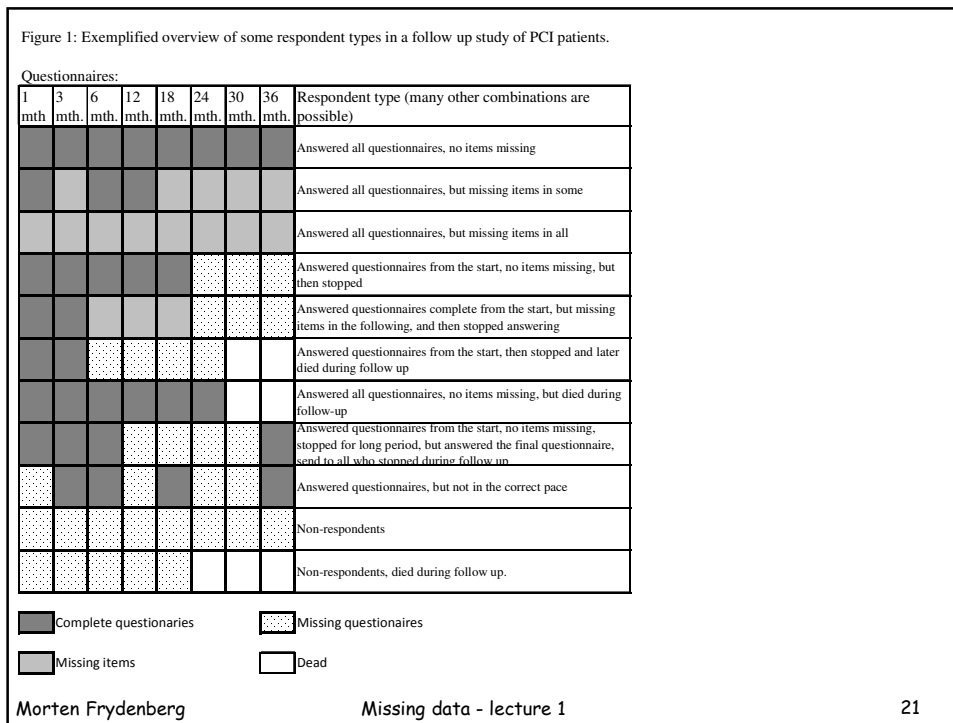 Figure 1: Exemplified overview of some respondent types in a follow up study of PCI patients.
Questionnaires:
1 mth
3 mth.
6 mth.
12 mth.
18 mth.
24 mth.
30 mth.
36 mth.
Respondent type (many other combinations are
possible)
Answered all questionnaires, no items missing
Answered all questionnaires, but missing items in some
Answered all questionnaires, but missing items in all
Answered questionnaires from the start, no items missing, but
then stopped
Answered questionnaires complete from the start, but missing
items in the following, and then stopped answering
Answered questionnaires from the start, then stopped and later
died during follow up
Answered all questionnaires, no items missing, but died during
follow-up
Answered questionnaires from the start, no items missing,
stopped for long period, but answered the final questionnaire,
send to all who stopped during follow up
Answered questionnaires, but not in the correct pace
Non-respondents
Non-respondents, died during follow up.
Complete questionaries
Missing questionaires
Missing items
Dead
Morten Frydenberg
Missing data - lecture 1
21